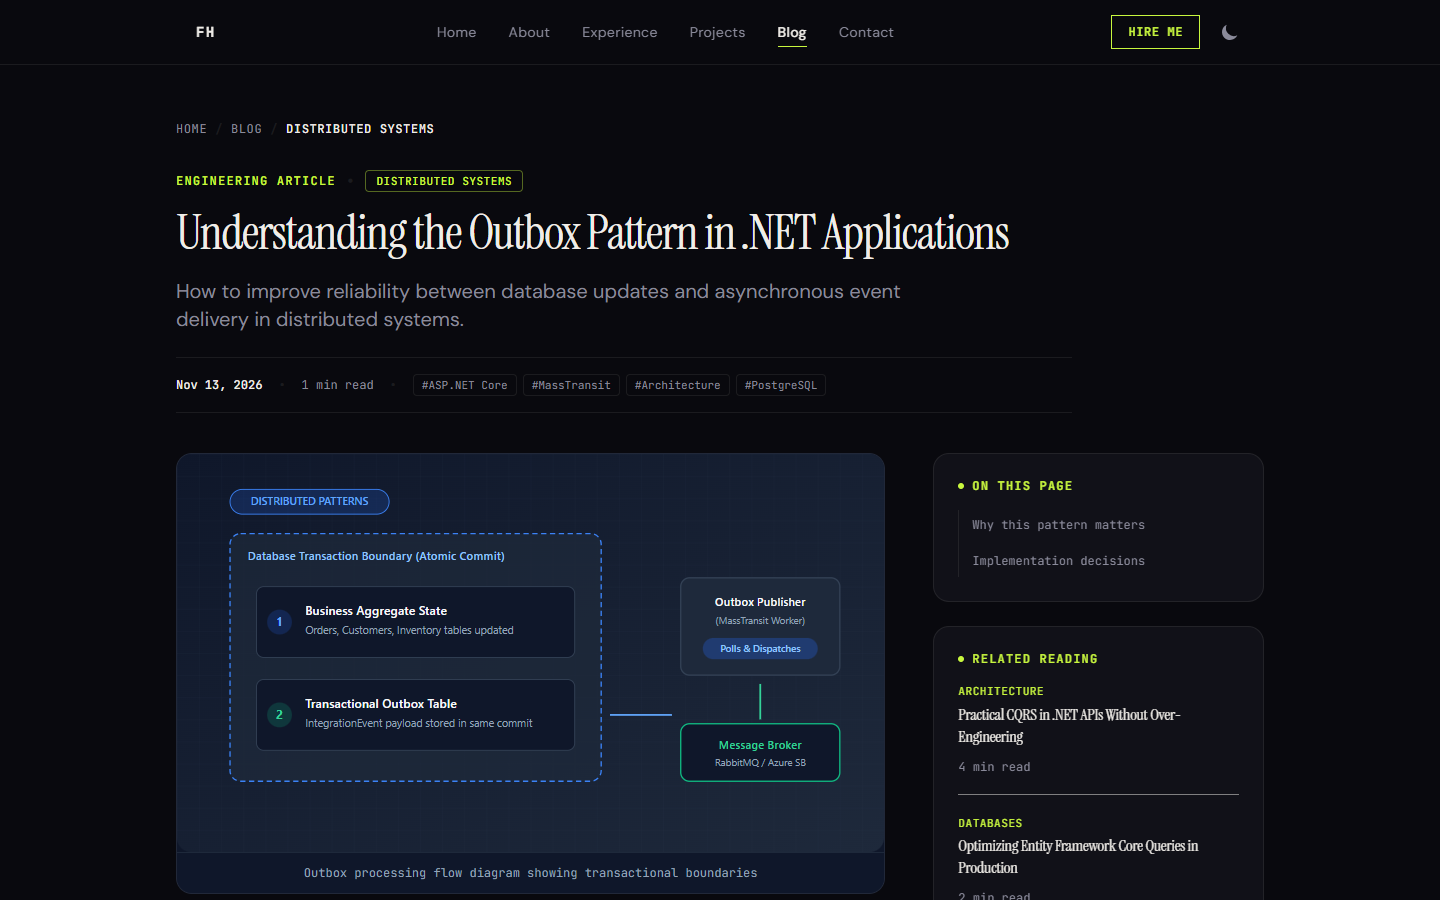 FH
Home
About
Experience
Projects
Blog
Contact
HIRE ME
HOME / BLOG / DISTRIBUTED SYSTEMS
ENGINEERING ARTICLE
DISTRIBUTED SYSTEMS
Understanding the Outbox Pattern in .NET Applications
How to improve reliability between database updates and asynchronous event
delivery in distributed systems.
Nov 13, 2026 · 1 min read · #ASP.NET Core #MassTransit #Architecture #PostgreSQL
DISTRIBUTED PATTERNS
Database Transaction Boundary (Atomic Commit)
1
Business Aggregate State
Orders, Customers, Inventory tables updated
2
Transactional Outbox Table
IntegrationEvent payload stored in same commit
Outbox Publisher
(MassTransit Worker)
Polls & Dispatches
Message Broker
RabbitMQ / Azure SB
Outbox processing flow diagram showing transactional boundaries
ON THIS PAGE
Why this pattern matters
Implementation decisions
RELATED READING
ARCHITECTURE
Practical CQRS in .NET APIs Without Over-
Engineering
4 min read
DATABASES
Optimizing Entity Framework Core Queries in
Production
2 min read